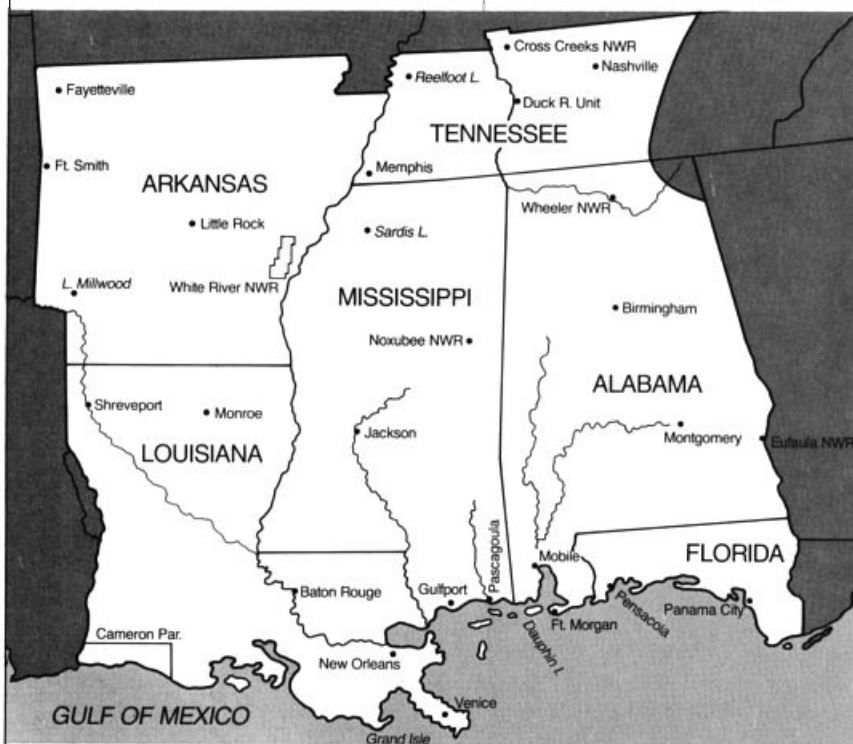 Cross Creeks NWR
Nashville
Reelfoot L.
Fayetteville
Duck R. Unit
TENNESSEE
Ft. Smith
Memphis
ARKANSAS
Wheeler NWR
Little Rock
Sardis L.
L. Millwood
White River NWR
MISSISSIPPI
Birmingham
Noxubee NWR
ALABAMA
Shreveport
Monroe
Jackson
Montgomery
Eufaula NWR
LOUISIANA
Pascagoula
Mobile
FLORIDA
Baton Rouge
Gulfport
Dauphin I.
Ft. Morgan
Pensacola
Panama City
Cameron Par.
New Orleans
Venice
GULF OF MEXICO
Grand Isle